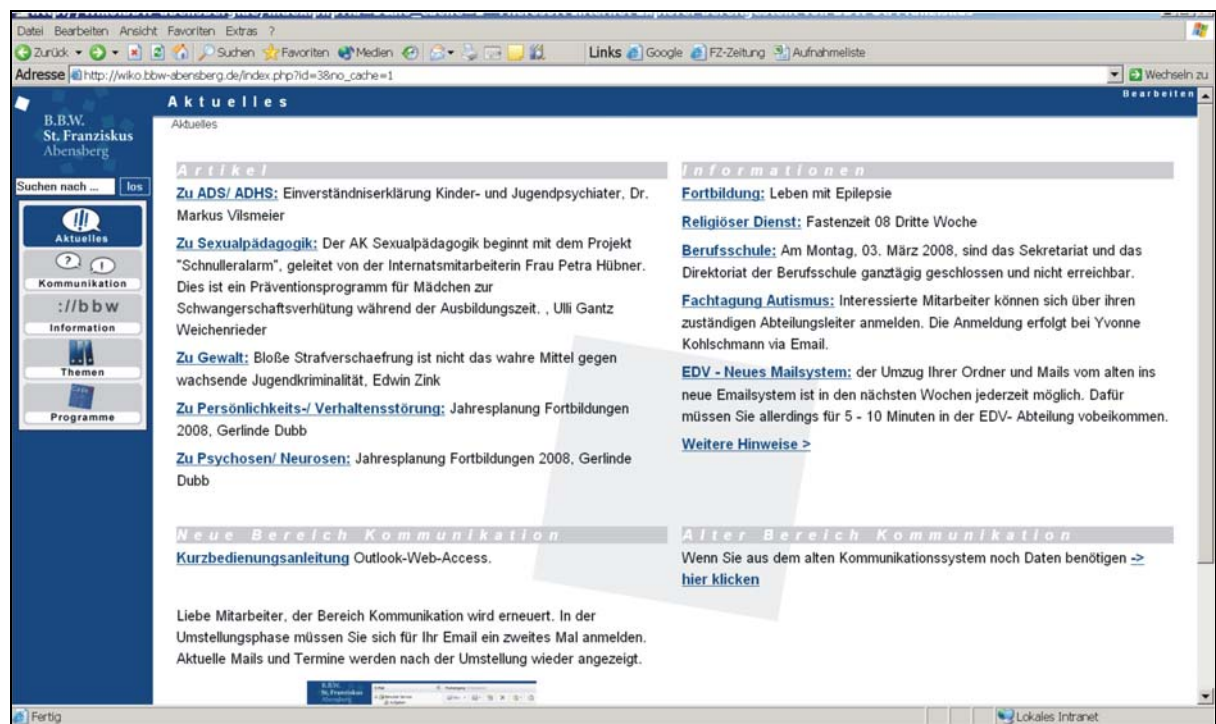 Datei Bearbeiten Ansicht Favoriten Extras ?
Zurück Suchen Favoriten Medien Links Google FZ-Zeitung Aufnahmeliste
Adresse http://wiko.bbw-abensberg.de/index.php?id=3&no_cache=1 Wechseln zu
Aktuelles
Bearbeiten
Aktuelles
B.B.W.
St. Franziskus
Abensberg
Suchen nach ... los
Aktuelles
Kommunikation
://bbw
Information
Themen
Programme
Artikel
Zu ADS/ ADHS: Einverständniserklärung Kinder- und Jugendpsychiater, Dr.
Markus Vilsmeier
Zu Sexualpädagogik: Der AK Sexualpädagogik beginnt mit dem Projekt
"Schnulleralarm", geleitet von der Internatsmitarbeiterin Frau Petra Hübner.
Dies ist ein Präventionsprogramm für Mädchen zur
Schwangerschaftsverhütung während der Ausbildungszeit. , Ulli Gantz
Weichenrieder
Zu Gewalt: Bloße Strafverschaefrung ist nicht das wahre Mittel gegen
wachsende Jugendkriminalität, Edwin Zink
Zu Persönlichkeits-/ Verhaltensstörung: Jahresplanung Fortbildungen
2008, Gerlinde Dubb
Zu Psychosen/ Neurosen: Jahresplanung Fortbildungen 2008, Gerlinde
Dubb
Informationen
Fortbildung: Leben mit Epilepsie
Religiöser Dienst: Fastenzeit 08 Dritte Woche
Berufsschule: Am Montag, 03. März 2008, sind das Sekretariat und das
Direktoriat der Berufsschule ganztägig geschlossen und nicht erreichbar.
Fachtagung Autismus: Interessierte Mitarbeiter können sich über ihren
zuständigen Abteilungsleiter anmelden. Die Anmeldung erfolgt bei Yvonne
Kohlschmann via Email.
EDV - Neues Mailsystem: der Umzug Ihrer Ordner und Mails vom alten ins
neue Emailsystem ist in den nächsten Wochen jederzeit möglich. Dafür
müssen Sie allerdings für 5 - 10 Minuten in der EDV- Abteilung vobeikommen.
Weitere Hinweise >
Neue Bereich Kommunikation
Kurzbedienungsanleitung Outlook-Web-Access.
Liebe Mitarbeiter, der Bereich Kommunikation wird erneuert. In der
Umstellungsphase müssen Sie sich für Ihr Email ein zweites Mal anmelden.
Aktuelle Mails und Termine werden nach der Umstellung wieder angezeigt.
Alter Bereich Kommunikation
Wenn Sie aus dem alten Kommunikationssystem noch Daten benötigen ->
hier klicken
B.B.W.
St. Franziskus
Abensberg
Fertig
Lokales Intranet